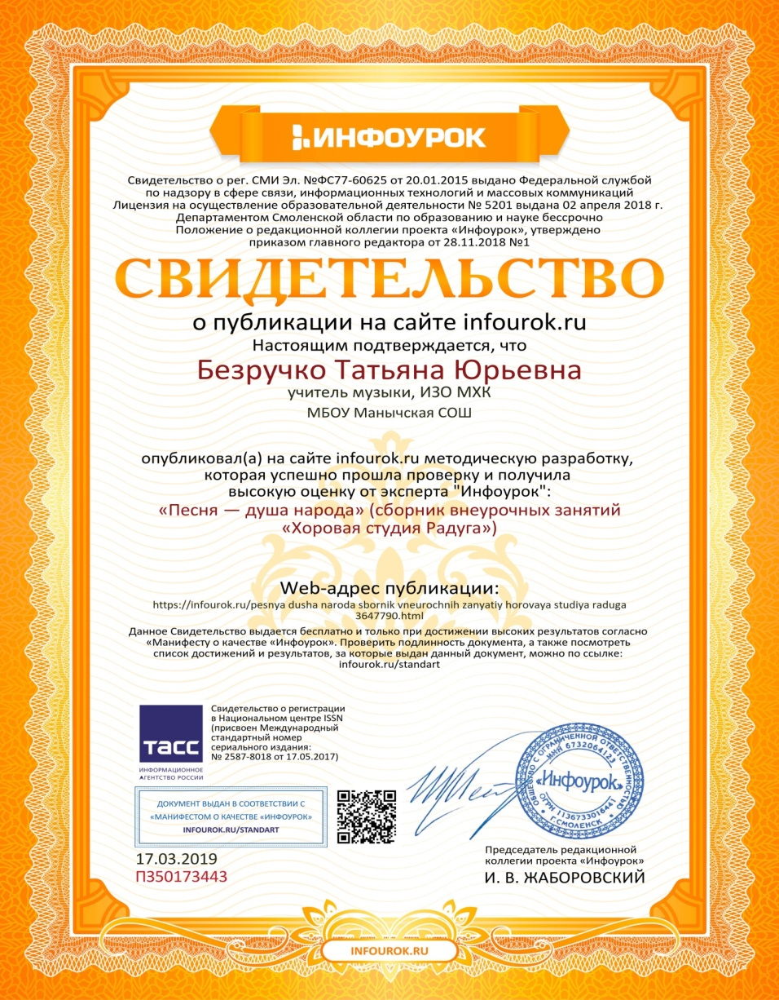 ИНФОУРОК
Свидетельство о рег. СМИ Эл. №ФС77-60625 от 20.01.2015 выдано Федеральной службой
по надзору в сфере связи, информационных технологий и массовых коммуникаций
Лицензия на осуществление образовательной деятельности № 5201 выдана 02 апреля 2018 г.
Департаментом Смоленской области по образованию и науке бессрочно
Положение о редакционной коллегии проекта «Инфоурок», утверждено
приказом главного редактора от 28.11.2018 №1
СВИДЕТЕЛЬСТВО
о публикации на сайте infourok.ru
Настоящим подтверждается, что
Безручко Татьяна Юрьевна
учитель музыки, ИЗО МХК
МБОУ Манычская СОШ
опубликовал(а) на сайте infourok.ru методическую разработку,
которая успешно прошла проверку и получила
высокую оценку от эксперта "Инфоурок":
«Песня — душа народа» (сборник внеурочных занятий
«Хоровая студия Радуга»)
Web-адрес публикации:
https://infourok.ru/pesnya dusha naroda sbornik vneurochnih zanyatiy horovaya studiya raduga
3647790.html
Данное Свидетельство выдается бесплатно и только при достижении высоких результатов согласно
«Манифесту о качестве «Инфоурок». Проверить подлинность документа, а также посмотреть
список достижений и результатов, за которые выдан данный документ, можно по ссылке:
infourok.ru/standart
тасс
ИНФОРМАЦИОННОЕ
АГЕНТСТВО РОССИИ
Свидетельство о регистрации
в Национальном центре ISSN
(присвоен Международный
стандартный номер
сериального издания:
№ 2587-8018 от 17.05.2017)
ДОКУМЕНТ ВЫДАН В СООТВЕТСТВИИ С
«МАНИФЕСТОМ О КАЧЕСТВЕ «ИНФОУРОК»
INFOUROK.RU/STANDART
17.03.2019
ПЗ50173443
ОБЩЕСТВО С ОГРАНИЧЕННОЙ ОТВЕТСТВЕННОСТЬЮ
ИНН 6732064123
«Инфоурок»
ОГРН 1136733016441
Г.СМОЛЕНСК
Председатель редакционной
коллегии проекта «Инфоурок»
И. В. ЖАБОРОВСКИЙ
INFOUROK.RU